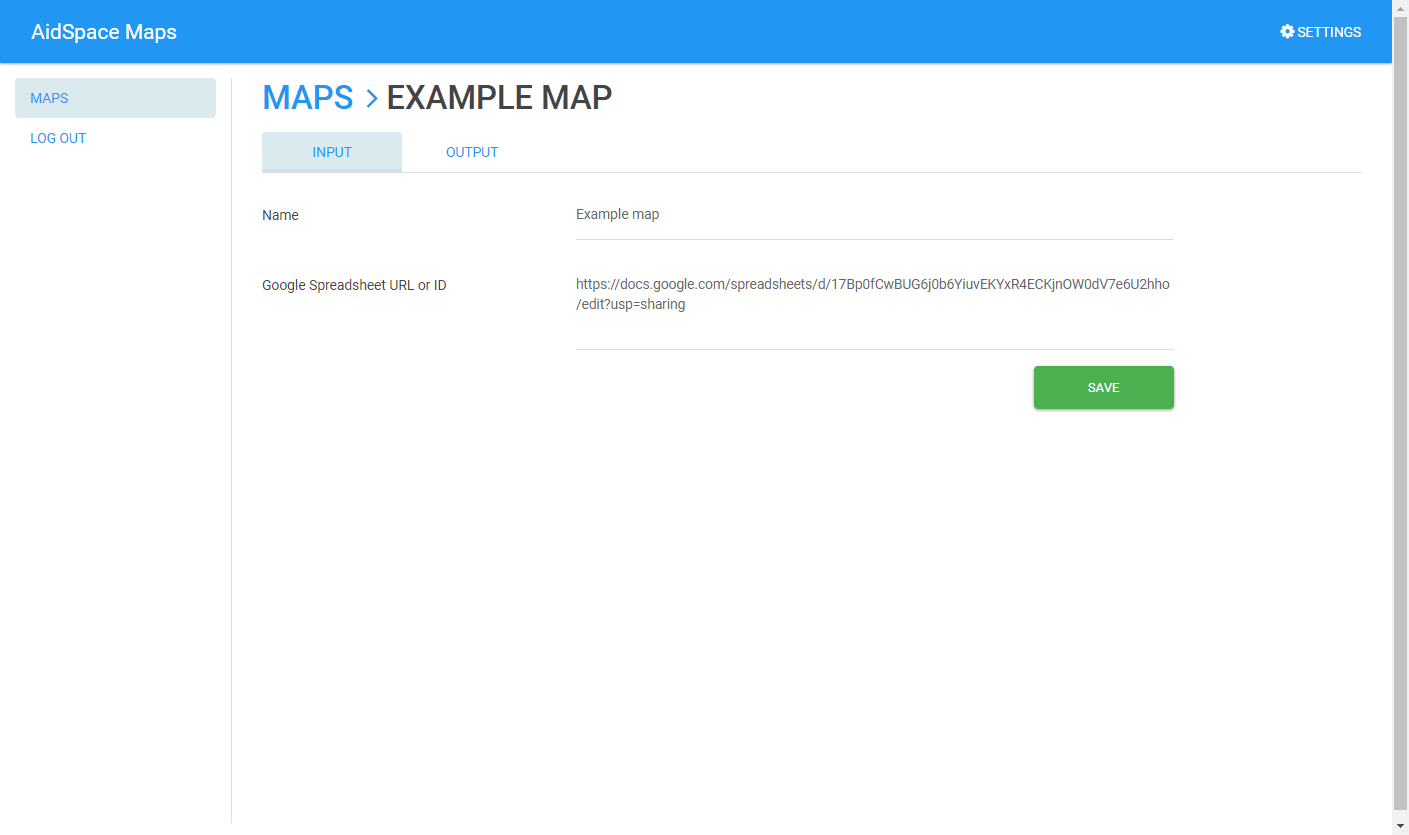 AidSpace Maps
SETTINGS
MAPS
LOG OUT
MAPS > EXAMPLE MAP
INPUT
OUTPUT
Name
Example map
Google Spreadsheet URL or ID
https://docs.google.com/spreadsheets/d/17Bp0fCwBUG6j0b6YiuvEKYxR4ECKjnOW0dV7e6U2hho
/edit?usp=sharing
SAVE